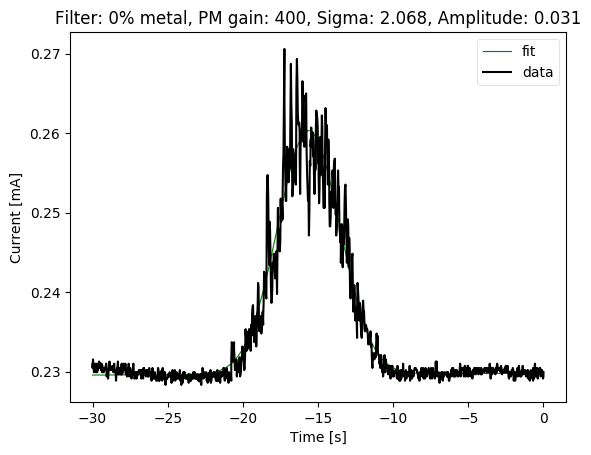 Filter: 0% metal, PM gain: 400, Sigma: 2.068, Amplitude: 0.031
fit
data
0.27
0.26
0.25
0.24
0.23
Current [mA]
−30
−25
−20
−15
−10
−5
0
Time [s]